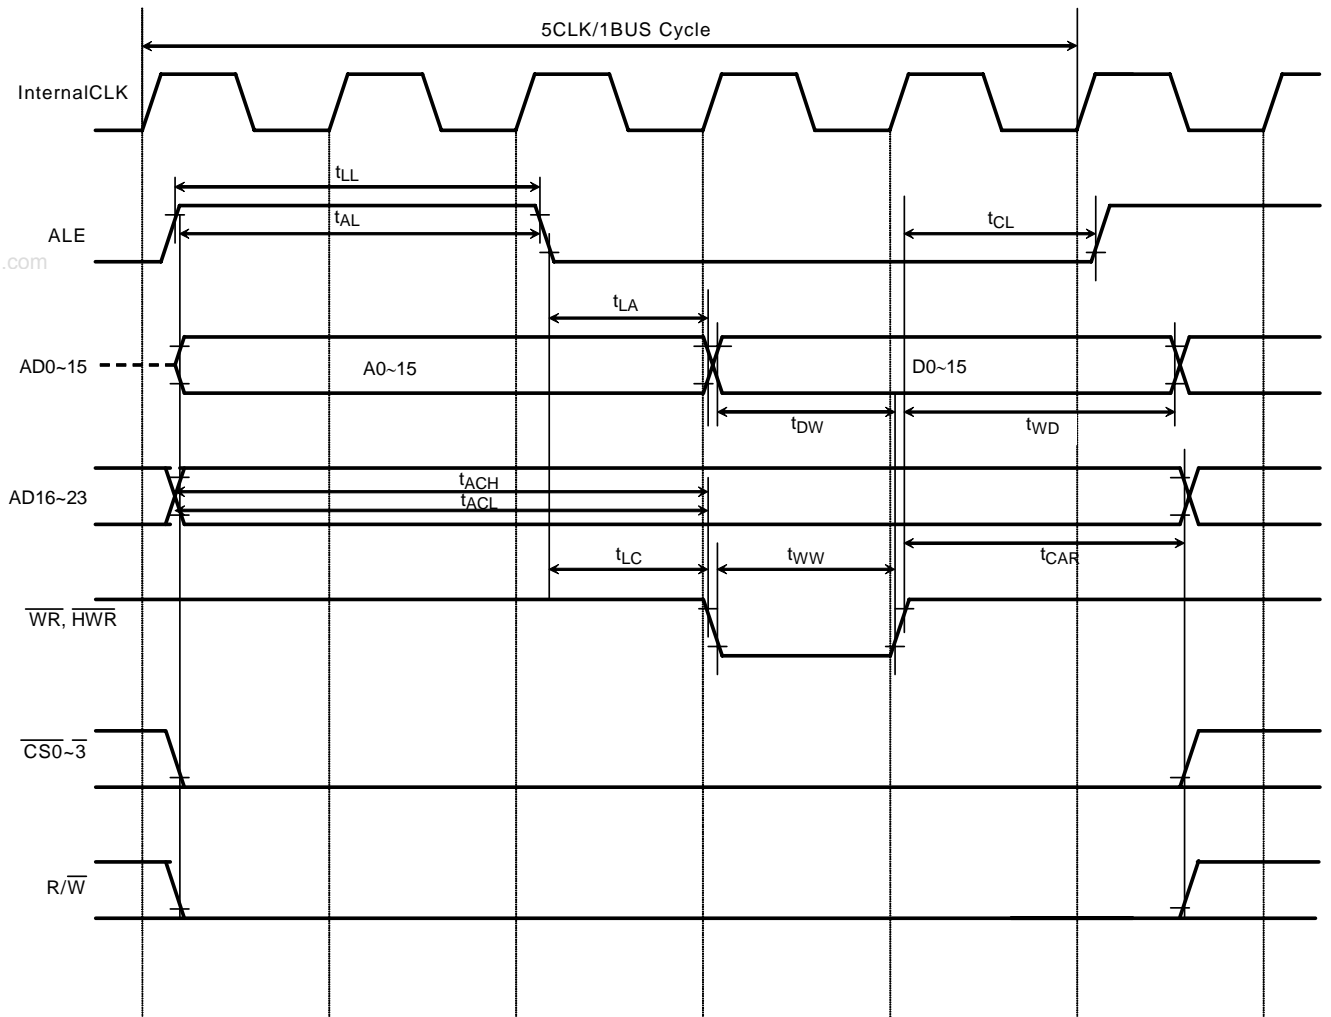 5CLK/1BUS Cycle
InternalCLK
tLL
tAL
tCL
ALE
.com
tLA
AD0~15
A0~15
D0~15
tDW
tWD
tACH
AD16~23
tACL
tLC
tWW
tCAR
WR, HWR
CS0~3
R/W